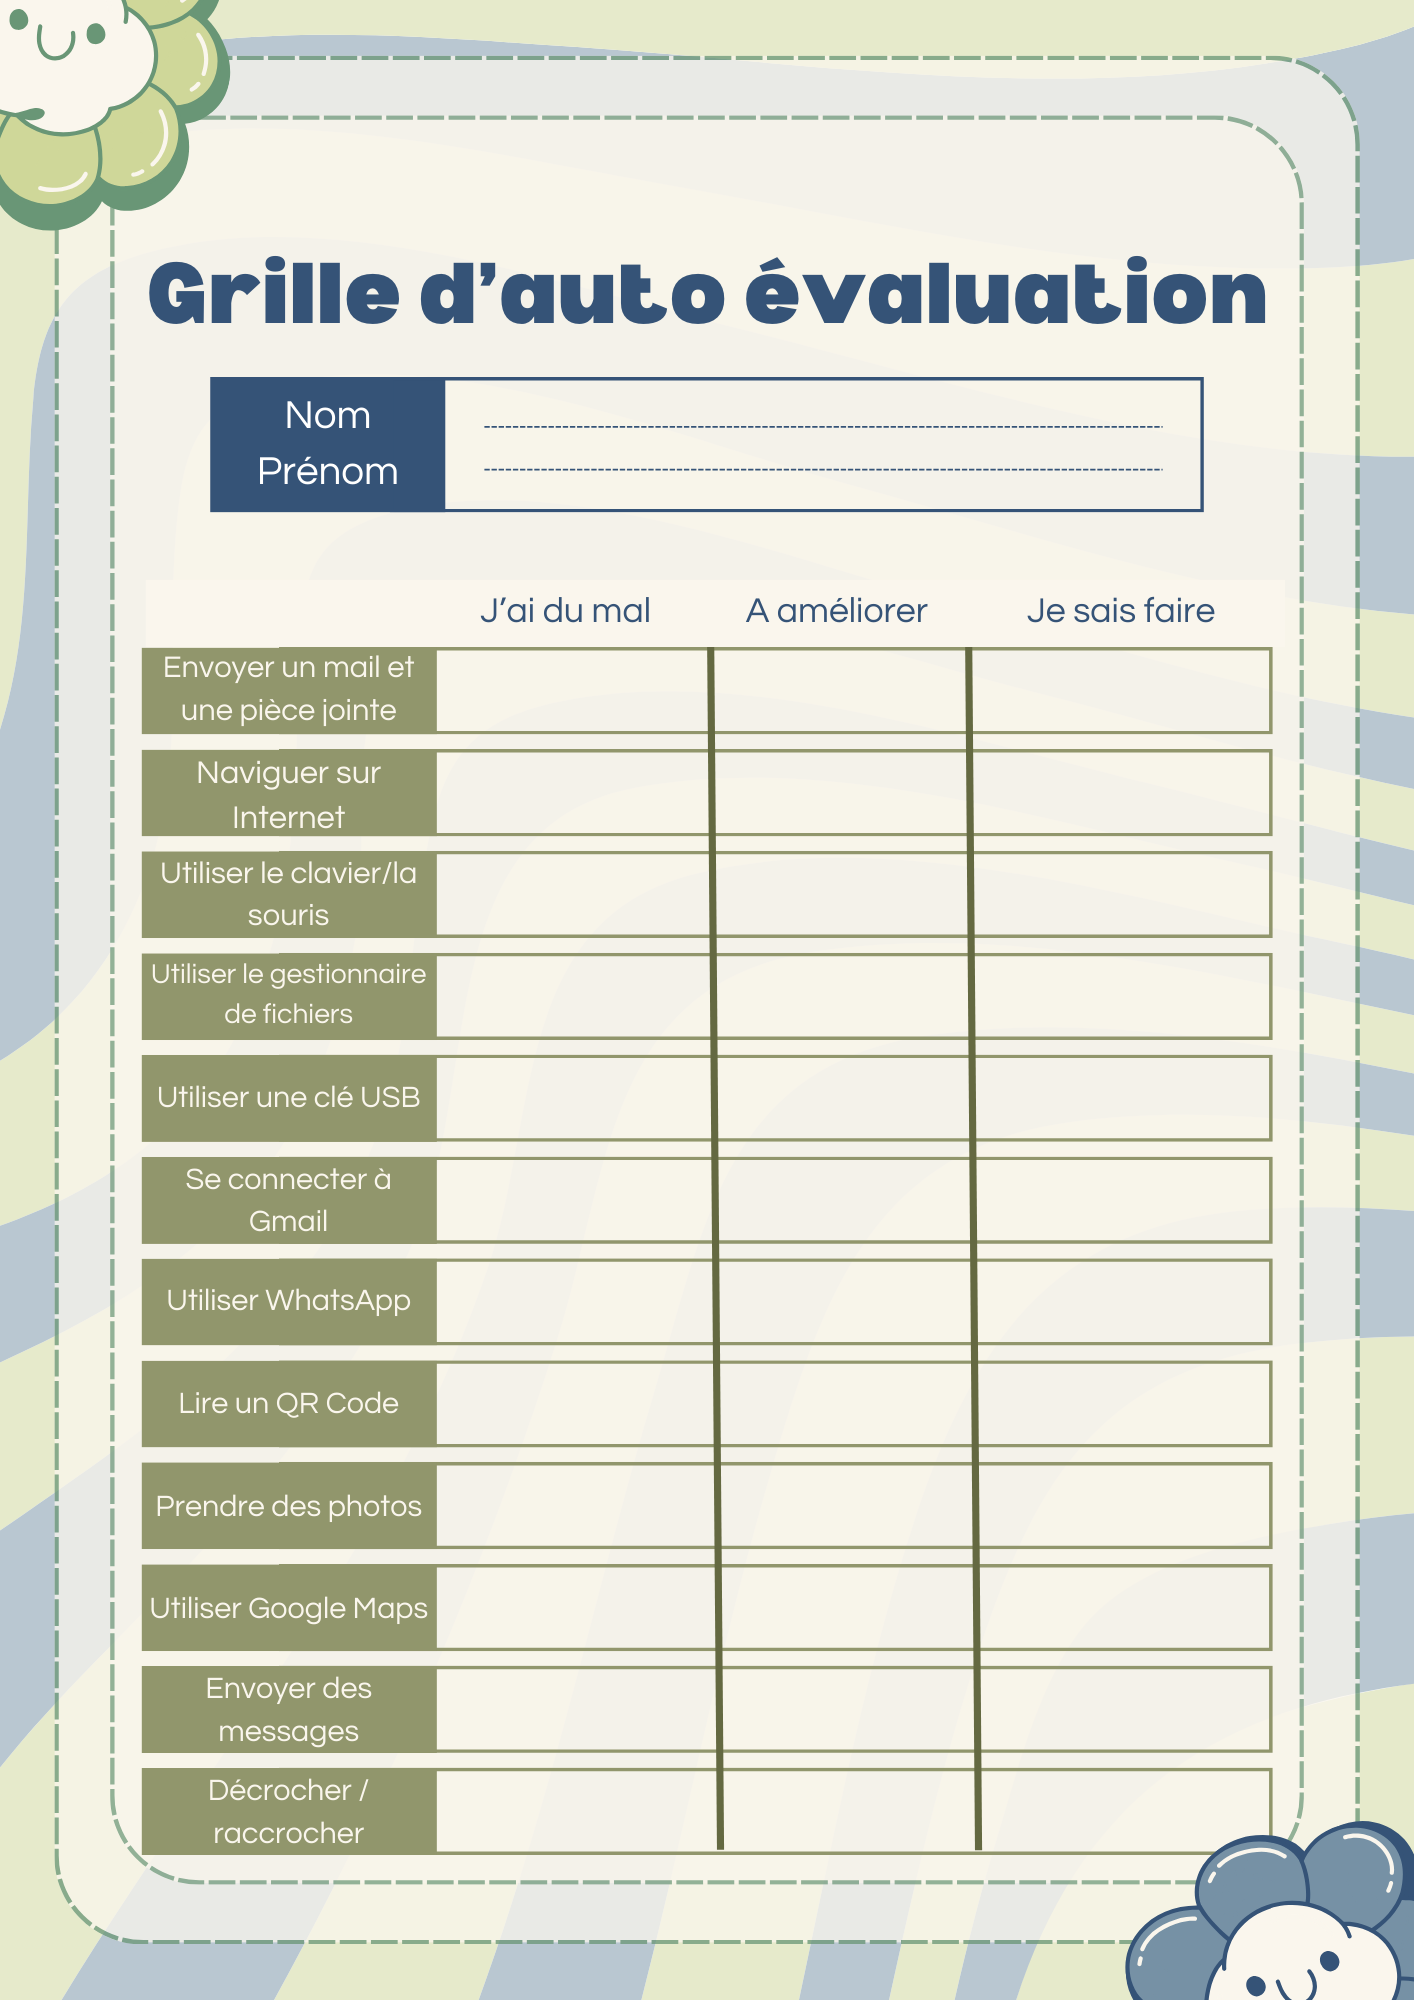 Grille d’auto évaluation
Nom
Prénom
J’ai du mal
A améliorer
Je sais faire
Envoyer un mail et
une pièce jointe
Naviguer sur
Internet
Utiliser le clavier/la
souris
Utiliser le gestionnaire
de fichiers
Utiliser une clé USB
Se connecter à
Gmail
Utiliser WhatsApp
Lire un QR Code
Prendre des photos
Utiliser Google Maps
Envoyer des
messages
Décrocher /
raccrocher